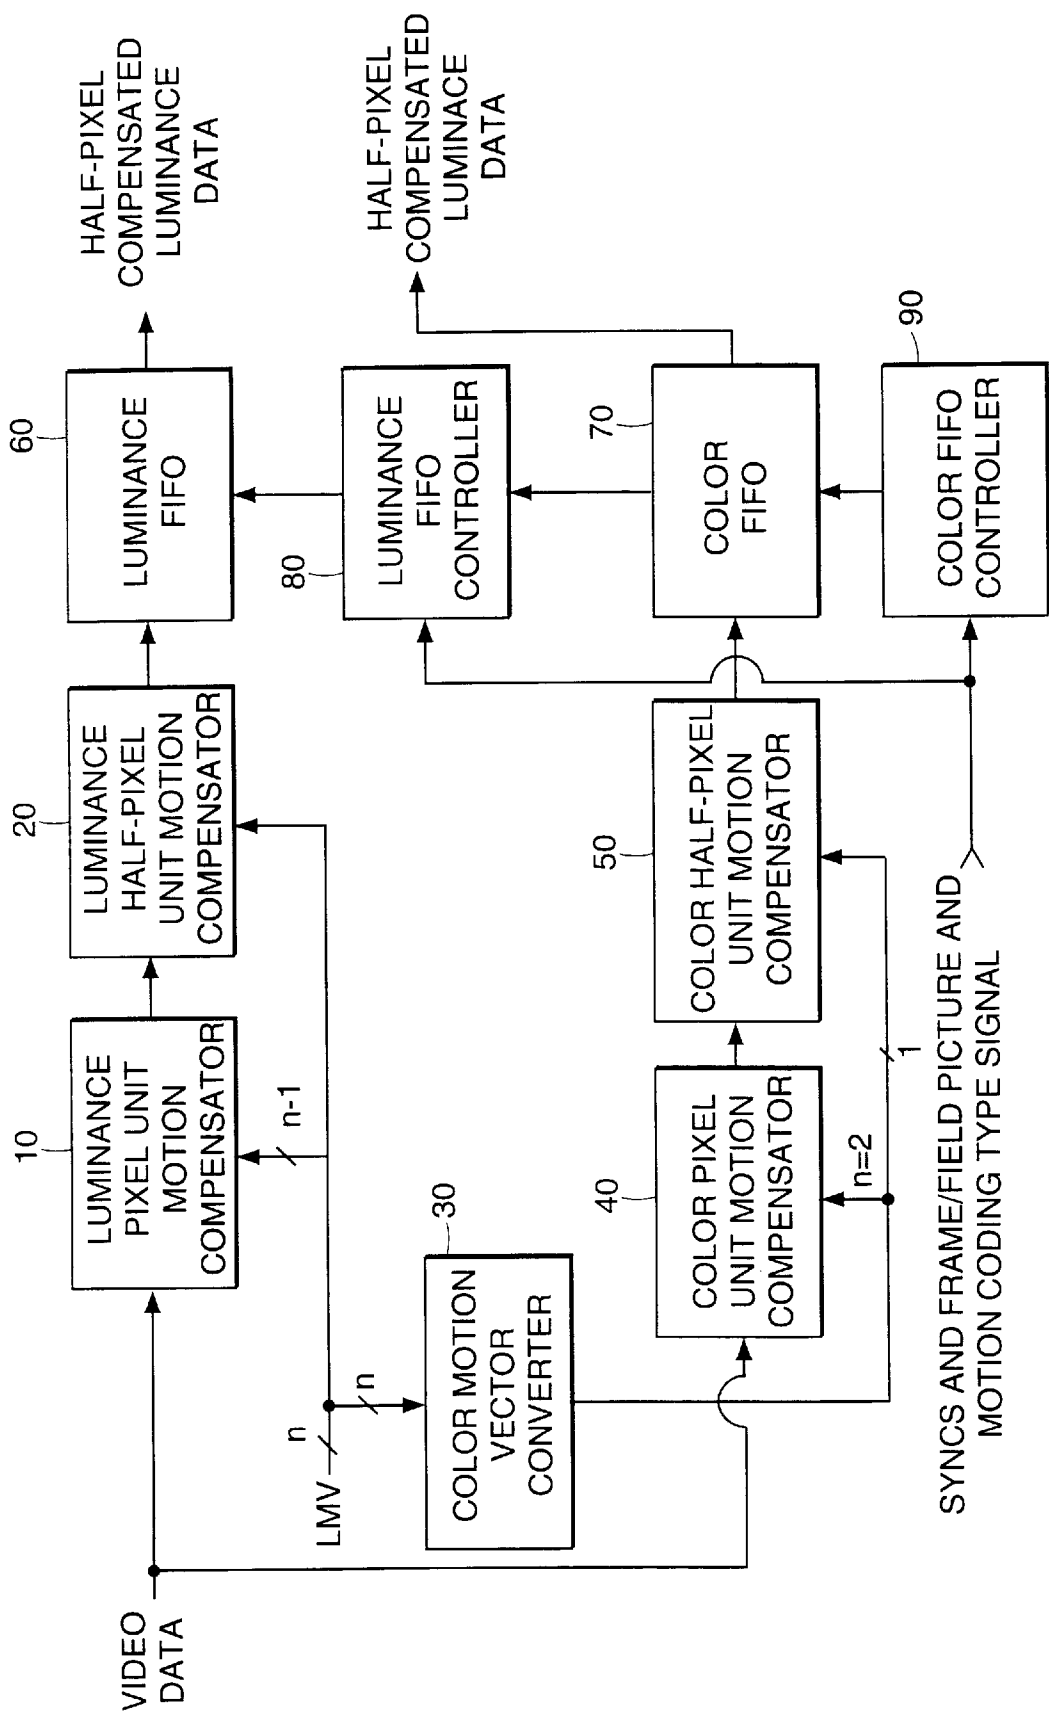 VIDEO
DATA
LMV
n
n
n-1
10
LUMINANCE
PIXEL UNIT
MOTION
COMPENSATOR
20
LUMINANCE
HALF-PIXEL
UNIT MOTION
COMPENSATOR
60
LUMINANCE
FIFO
HALF-PIXEL
COMPENSATED
LUMINANCE
DATA
30
COLOR MOTION
VECTOR
CONVERTER
80
LUMINANCE
FIFO
CONTROLLER
40
COLOR PIXEL
UNIT MOTION
COMPENSATOR
n=2
1
50
COLOR HALF-PIXEL
UNIT MOTION
COMPENSATOR
70
COLOR
FIFO
HALF-PIXEL
COMPENSATED
LUMINACE
DATA
90
COLOR FIFO
CONTROLLER
SYNCS AND FRAME/FIELD PICTURE AND
MOTION CODING TYPE SIGNAL